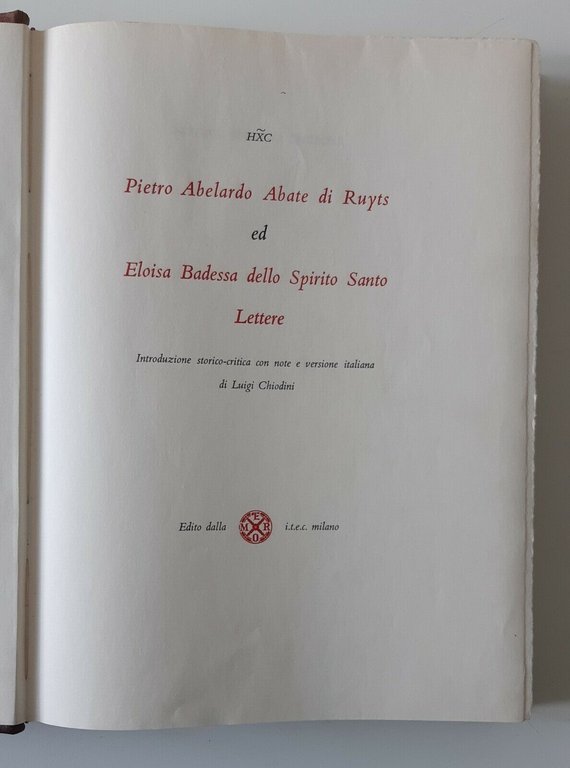 HX̃C
Pietro Abelardo Abate di Ruyts
ed
Eloisa Badessa dello Spirito Santo
Lettere
Introduzione storico-critica con note e versione italiana
di Luigi Chiodini
Edito dalla
E
M R
O
i.t.e.c. milano